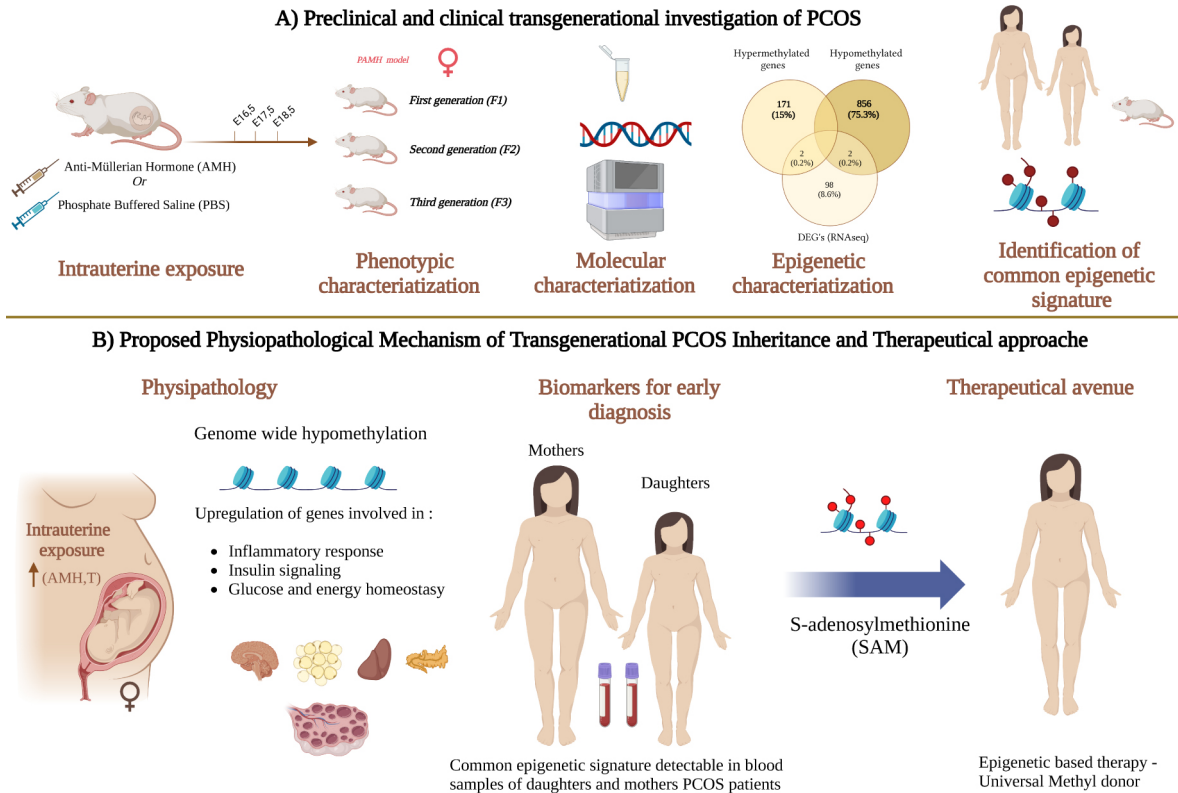 A) Preclinical and clinical transgenerational investigation of PCOS
E16,5
E17,5
E18,5
Anti-Müllerian Hormone (AMH)
Or
Phosphate Buffered Saline (PBS)
Intrauterine exposure
PAMH model
First generation (F1)
Second generation (F2)
Third generation (F3)
Phenotypic
characteriatization
Molecular
characterization
Hypermethylated
genes
Hypomethylated
genes
171
(15%)
856
(75.3%)
2
(0.2%)
2
(0.2%)
98
(8.6%)
DEG's (RNAseq)
Epigenetic
characteriatization
Identification of
common epigenetic
signature
B) Proposed Physiopathological Mechanism of Transgenerational PCOS Inheritance and Therapeutical approache
Physipathology
Genome wide hypomethylation
Upregulation of genes involved in :
• Inflammatory response
• Insulin signaling
• Glucose and energy homeostasy
Intrauterine
exposure
(AMH,T)
Biomarkers for early
diagnosis
Mothers
Daughters
Common epigenetic signature detectable in blood
samples of daughters and mothers PCOS patients
Therapeutical avenue
S-adenosylmethionine
(SAM)
Epigenetic based therapy -
Universal Methyl donor